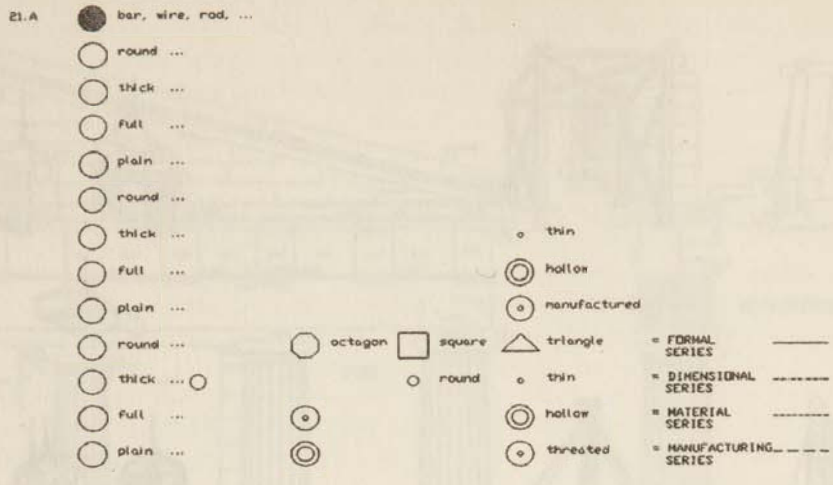 21.A bar, wire, rod, ...
round ...
thick ...
full ...
plain ...
round ...
thick ... thin
full ... hollow
plain ... manufactured
round ... octagon square triangle = FORMAL SERIES
thick ... round thin = DIMENSIONAL SERIES
full ... hollow = MATERIAL SERIES
plain ... threated = MANUFACTURING SERIES